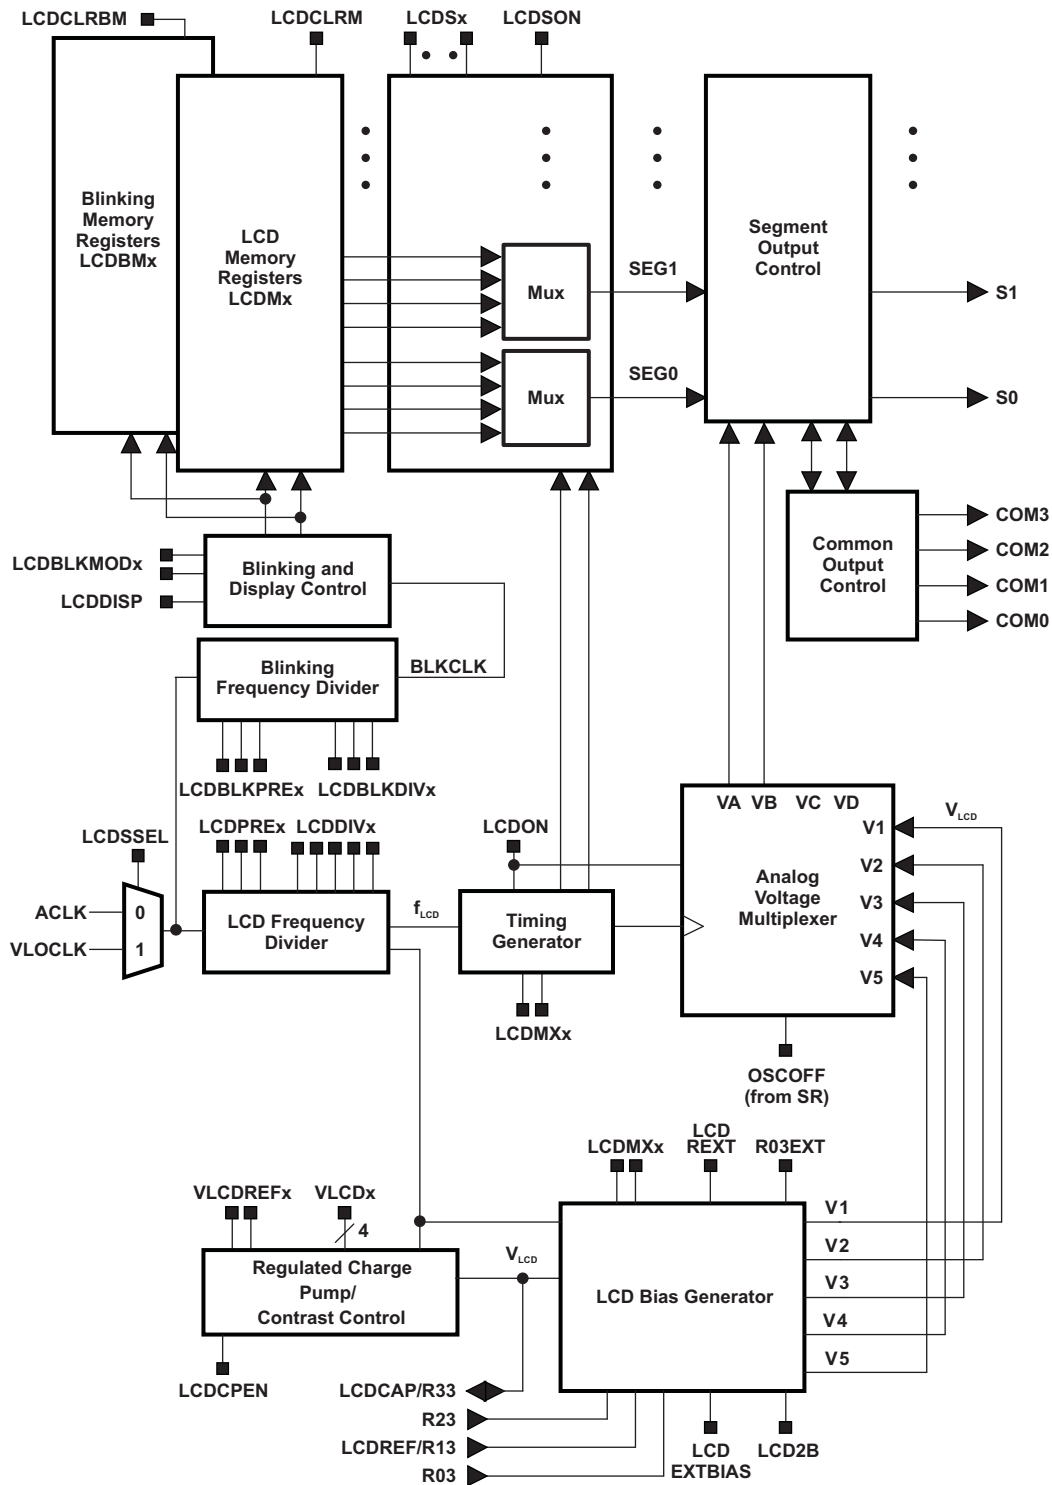 LCDCLRBM
LCDCLRM
LCDSx
LCDSON
Blinking
Memory
Registers
LCDBMx
LCD
Memory
Registers
LCDMx
Mux
Mux
SEG1
SEG0
Segment
Output
Control
S1
S0
Common
Output
Control
COM3
COM2
COM1
COM0
LCDBLKMODx
LCDDISP
Blinking and
Display Control
Blinking
Frequency Divider
BLKCLK
LCDBLKPREx
LCDBLKDIVx
LCDSSEL
ACLK
VLOCLK
0
1
LCDPREx
LCDDIVx
LCD Frequency
Divider
fLCD
LCDON
Timing
Generator
LCDMXx
VA VB VC VD
V1
V2
V3
V4
V5
Analog
Voltage
Multiplexer
VLCD
OSCOFF
(from SR)
LCDMXx
LCD
REXT
R03EXT
VLCDREFx
VLCDx
4
Regulated Charge
Pump/
Contrast Control
LCDCPEN
VLCD
LCD Bias Generator
V1
V2
V3
V4
V5
LCDCAP/R33
R23
LCDREF/R13
R03
LCD
EXTBIAS
LCD2B